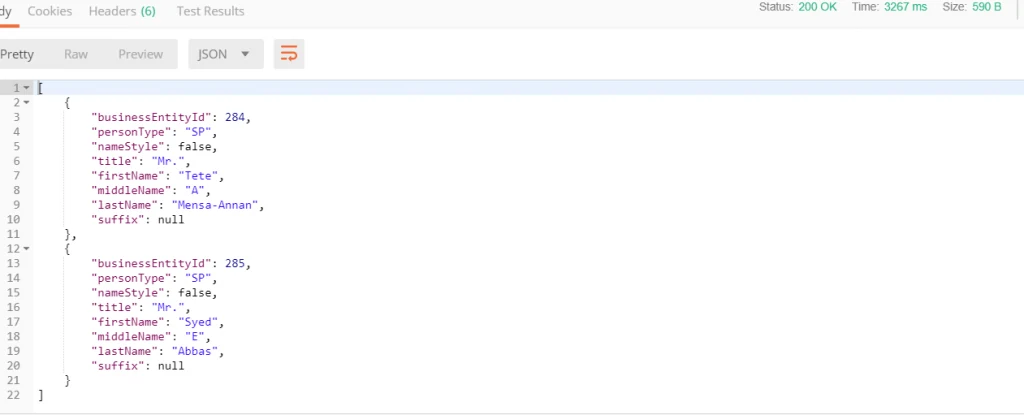 dy Cookies Headers (6) Test Results Status: 200 OK Time: 3267 ms Size: 590 B
Pretty Raw Preview JSON
1 [
2 {
3 "businessEntityId": 284,
4 "personType": "SP",
5 "nameStyle": false,
6 "title": "Mr.",
7 "firstName": "Tete",
8 "middleName": "A",
9 "lastName": "Mensa-Annan",
10 "suffix": null
11 },
12 {
13 "businessEntityId": 285,
14 "personType": "SP",
15 "nameStyle": false,
16 "title": "Mr.",
17 "firstName": "Syed",
18 "middleName": "E",
19 "lastName": "Abbas",
20 "suffix": null
21 }
22 ]